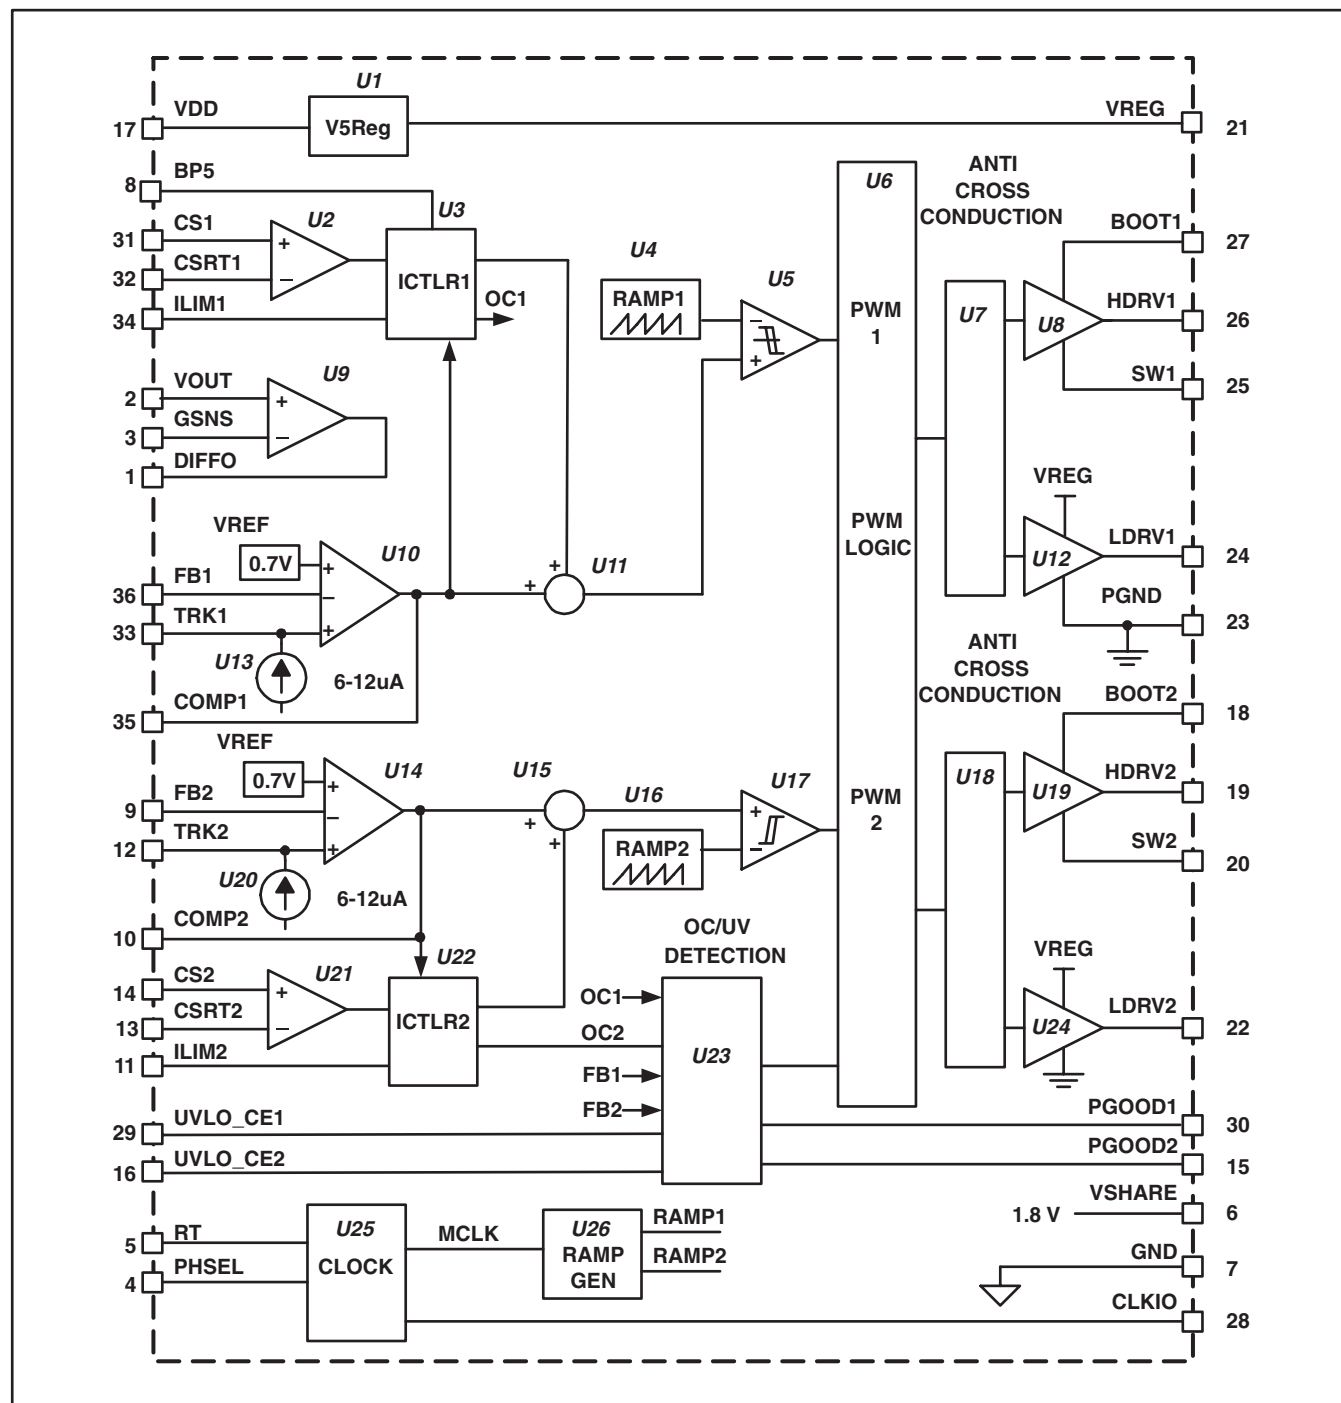 U1
VDD
VREG
17
V5Reg
21
BP5
ANTI
CROSS
CONDUCTION
8
U3
U6
CS1
U2
BOOT1
31
+
27
CSRT1
U4
U5
32
−
ICTLR1
RAMP1
U7
HDRV1
ILIM1
OC1
PWM
1
U8
34
−
26
+
SW1
25
VOUT
U9
2
+
GSNS
3
−
DIFFO
1
VREG
VREF
PWM
LOGIC
0.7V
U10
LDRV1
+
U12
24
FB1
+
U11
36
−
+
PGND
TRK1
33
+
23
U13
6-12uA
ANTI
CROSS
CONDUCTION
COMP1
35
BOOT2
18
VREF
0.7V
+
U14
U15
U16
U17
U18
HDRV2
FB2
PWM
2
U19
9
−
+
+
19
TRK2
+
12
+
RAMP2
−
SW2
U20
6-12uA
20
COMP2
OC/UV
DETECTION
10
U22
VREG
CS2
U21
14
+
OC1
LDRV2
CSRT2
ICTLR2
U24
13
−
OC2
22
ILIM2
U23
11
FB1
FB2
PGOOD1
UVLO_CE1
29
30
PGOOD2
UVLO_CE2
16
15
VSHARE
1.8 V
6
RT
U25
MCLK
U26
RAMP1
5
GND
PHSEL
CLOCK
RAMP
GEN
RAMP2
4
7
CLKIO
28